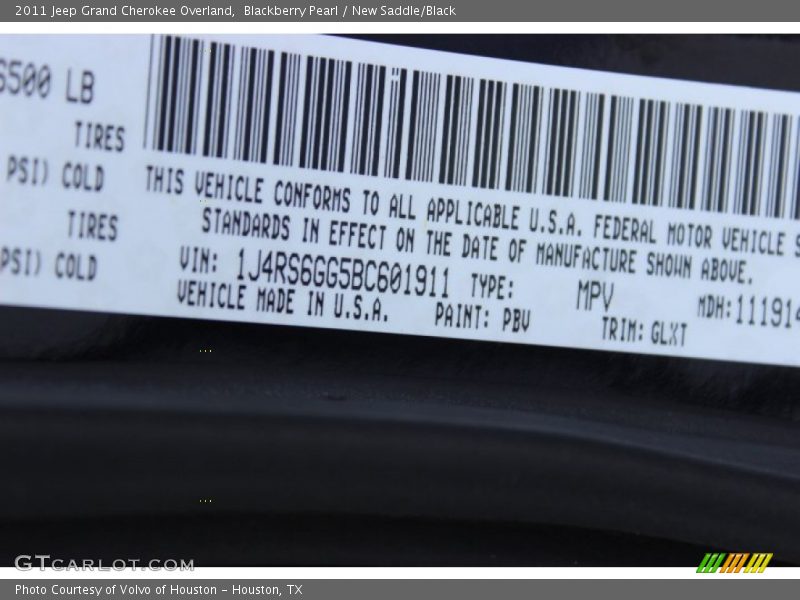 2011 Jeep Grand Cherokee Overland,  Blackberry Pearl / New Saddle/Black
6500 LB
TIRES
PSI) COLD
TIRES
PSI) COLD
THIS VEHICLE CONFORMS TO ALL APPLICABLE U.S.A. FEDERAL MOTOR VEHICLE S
STANDARDS IN EFFECT ON THE DATE OF MANUFACTURE SHOWN ABOVE.
VIN: 1J4RS6GG5BC601911 TYPE: MPV MDH:111914
VEHICLE MADE IN U.S.A. PAINT: PBV TRIM: GLXT
GTCARLOT.COM
Photo Courtesy of Volvo of Houston - Houston, TX